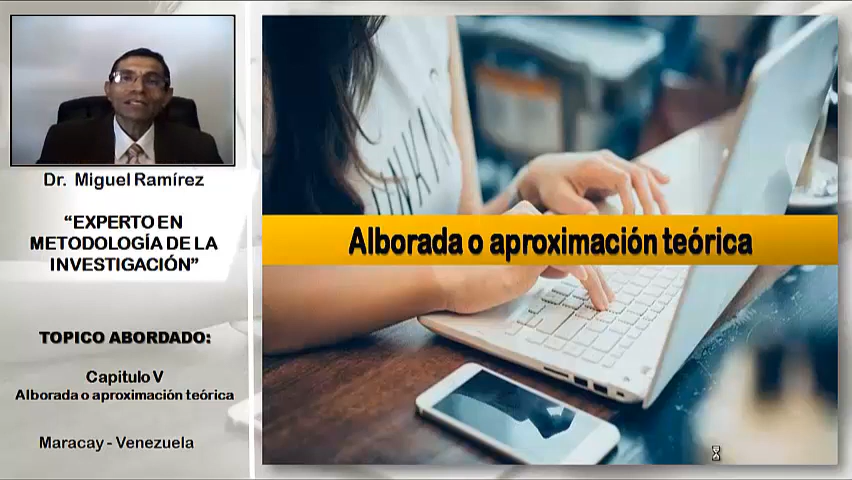 Dr. Miguel Ramírez
“EXPERTO EN
METODOLOGÍA DE LA
INVESTIGACIÓN”
TOPICO ABORDADO:
Capitulo V
Alborada o aproximación teórica
Maracay - Venezuela
Alborada o aproximación teórica